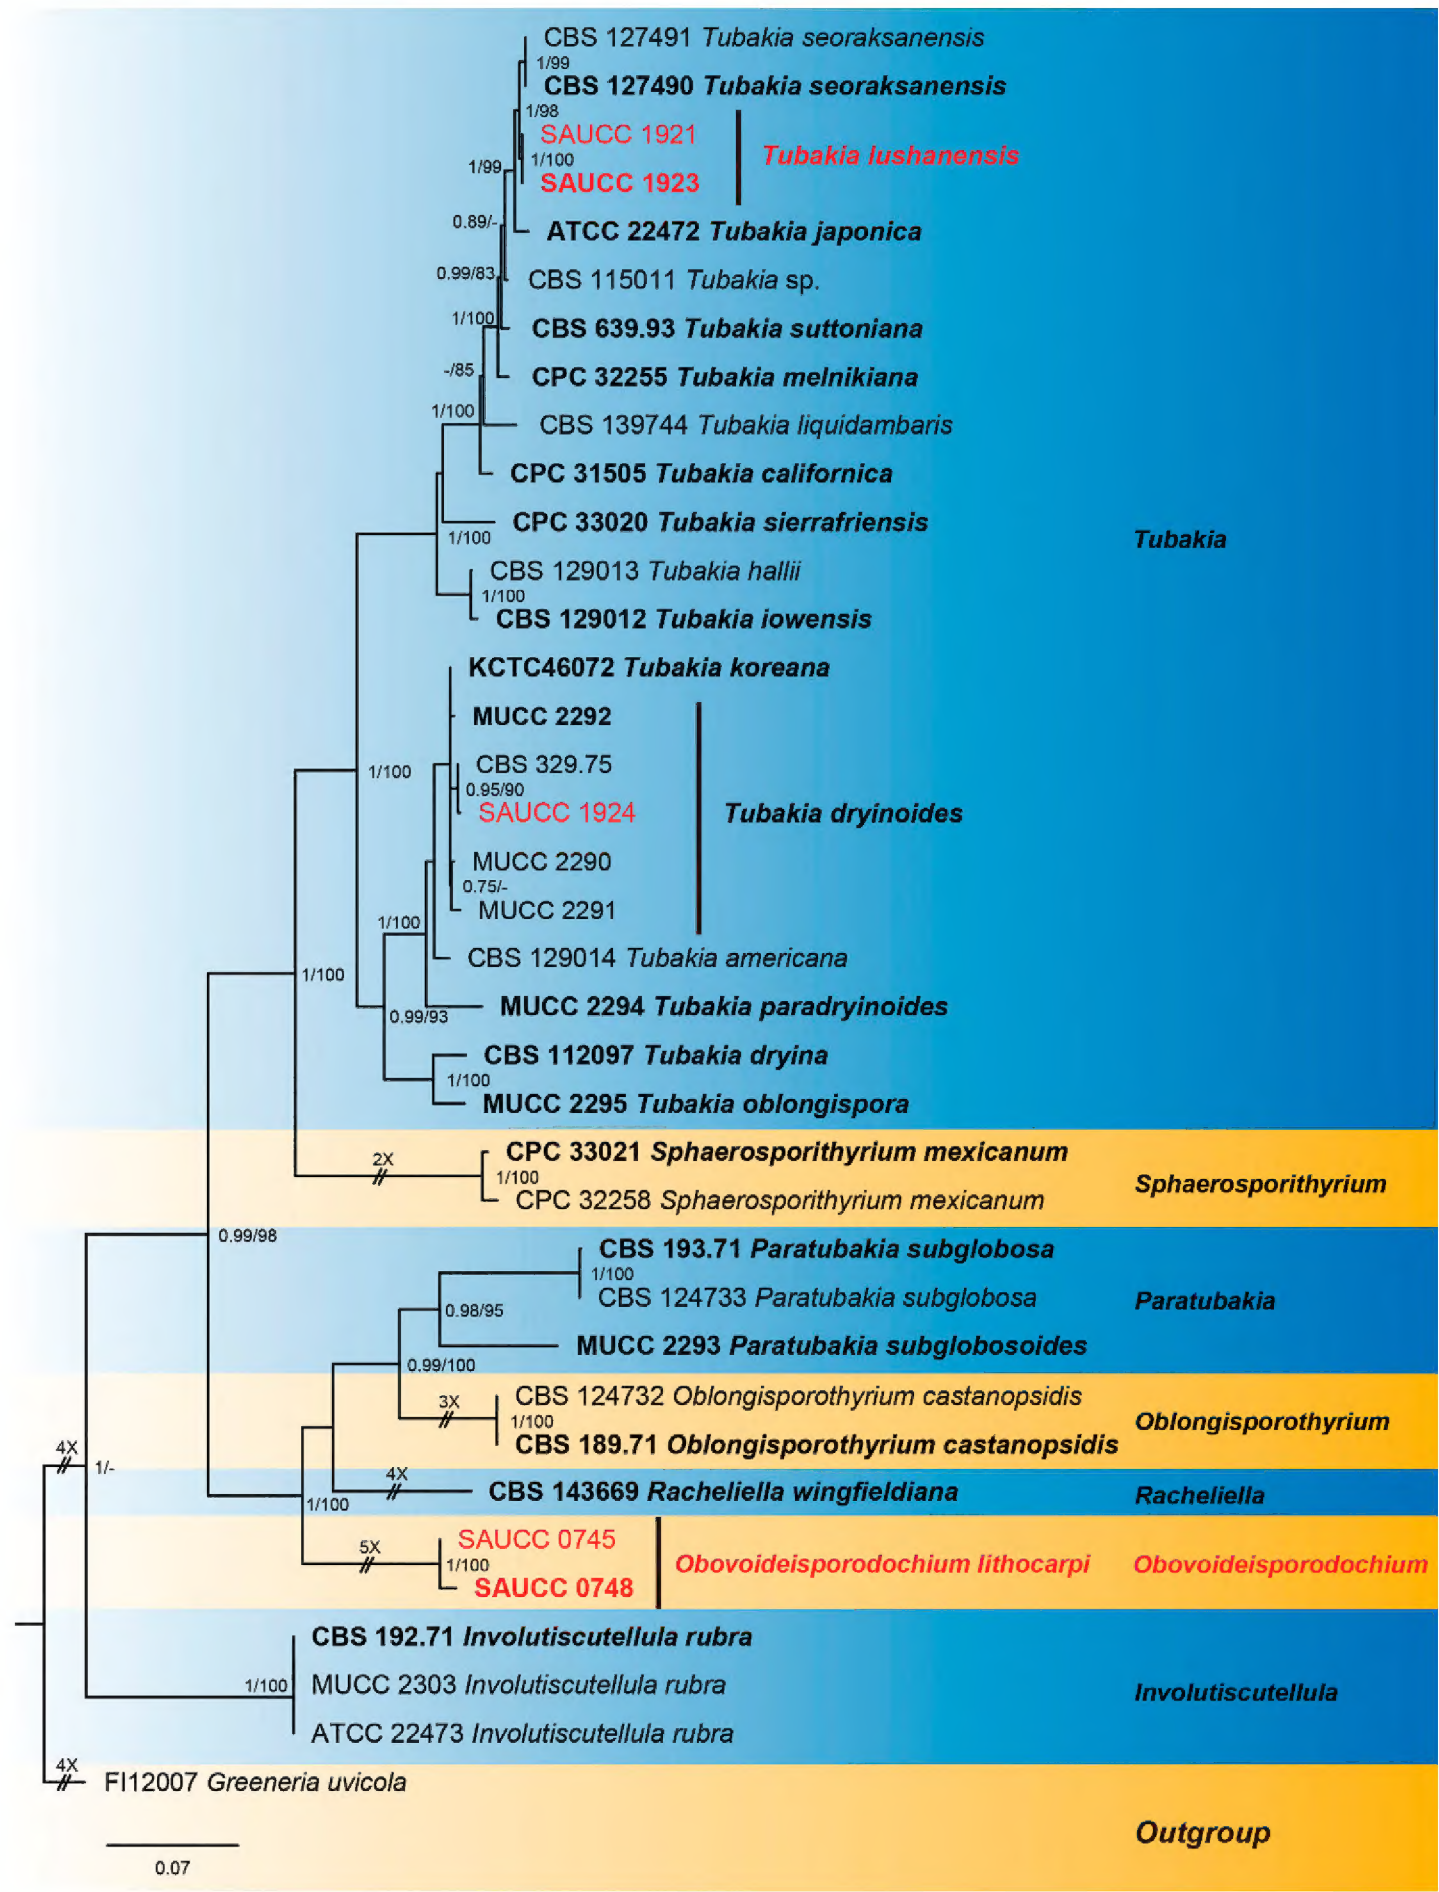 CBS 127491 Tubakia seoraksanensis
1/99
CBS 127490 Tubakia seoraksanensis
1/98
SAUCC 1921
Tubakia lushanensis
1/100
1/99
SAUCC 1923
0.89/-
ATCC 22472 Tubakia japonica
0.99/83
CBS 115011 Tubakia sp.
1/100
CBS 639.93 Tubakia suttoniana
-/85
CPC 32255 Tubakia melnikiana
1/100
CBS 139744 Tubakia liquidambaris
CPC 31505 Tubakia californica
CPC 33020 Tubakia sierrafriensis
1/100
Tubakia
CBS 129013 Tubakia hallii
1/100
CBS 129012 Tubakia iowensis
KCTC46072 Tubakia koreana
MUCC 2292
CBS 329.75
1/100
0.95/90
SAUCC 1924
Tubakia dryinoides
MUCC 2290
0.75/-
MUCC 2291
1/100
CBS 129014 Tubakia americana
1/100
MUCC 2294 Tubakia paradryinoides
0.99/93
CBS 112097 Tubakia dryina
1/100
MUCC 2295 Tubakia oblongispora
CPC 33021 Sphaerosporithyrium mexicanum
2X
1/100
Sphaerosporithyrium
CPC 32258 Sphaerosporithyrium mexicanum
0.99/98
CBS 193.71 Paratubakia subglobosa
1/100
CBS 124733 Paratubakia subglobosa
Paratubakia
0.98/95
MUCC 2293 Paratubakia subglobosoides
0.99/100
CBS 124732 Oblongisporothyrium castanopsidis
3X
1/100
Oblongisporothyrium
CBS 189.71 Oblongisporothyrium castanopsidis
4X
1/-
4X
CBS 143669 Racheliella wingfieldiana
Racheliella
1/100
SAUCC 0745
5X
1/100
Obovoideisporodochium lithocarpi
Obovoideisporodochium
SAUCC 0748
CBS 192.71 Involutiscutellula rubra
1/100
MUCC 2303 Involutiscutellula rubra
Involutiscutellula
ATCC 22473 Involutiscutellula rubra
4X
FI12007 Greeneria uvicola
Outgroup
0.07